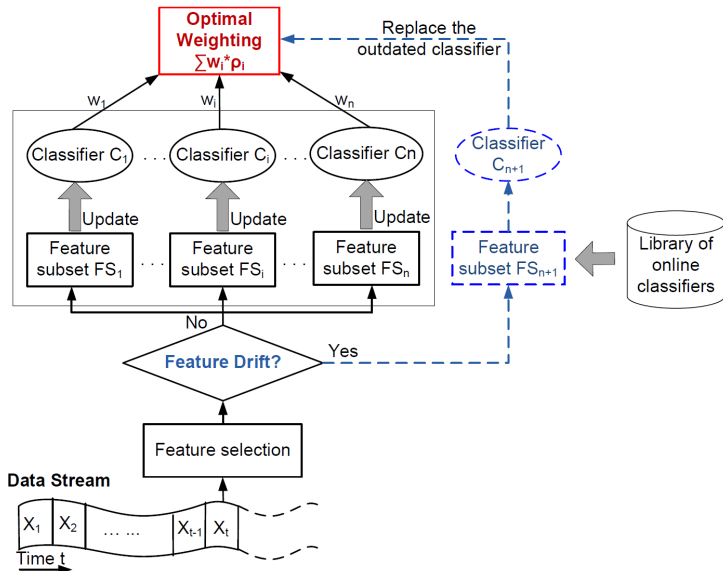 Optimal
Weighting
∑wᵢ*ρᵢ
Replace the
outdated classifier
w₁
wᵢ
wₙ
Classifier C₁
. . .
Classifier Cᵢ
. . .
Classifier Cn
Classifier
Cₙ₊₁
Update
Update
Update
Feature
subset FS₁
. . .
Feature
subset FSᵢ
. . .
Feature
subset FSₙ
Feature
subset FSₙ₊₁
Library of
online
classifiers
No
Feature Drift?
Yes
Feature selection
Data Stream
X₁
X₂
... ...
Xₜ₋₁
Xₜ
Time t